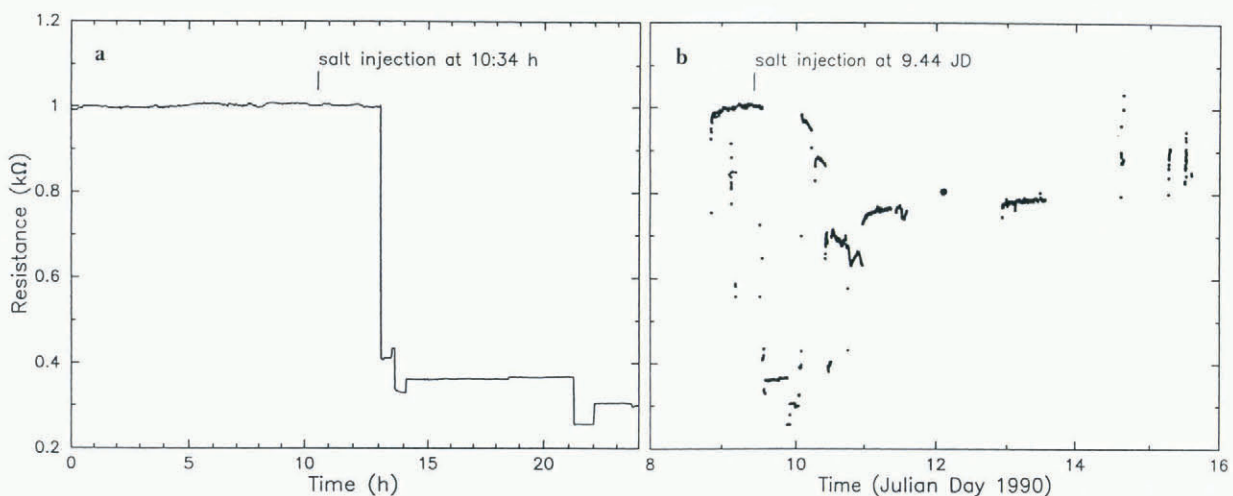 1.2
1
0.8
0.6
0.4
0.2
Resistance (kΩ)
a
salt injection at 10:34 h
0
5
10
15
20
Time (h)
b
salt injection at 9.44 JD
8
10
12
14
16
Time (Julian Day 1990)